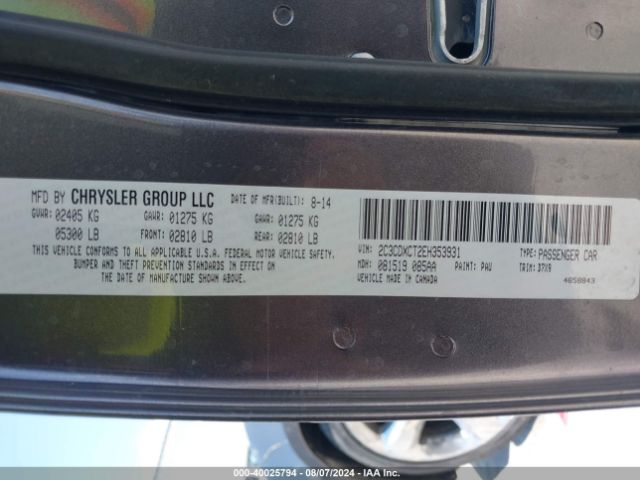 MFD BY CHRYSLER GROUP LLC DATE OF MFR(BUILT): 8-14
GVWR: 02405 KG GAWR: 01275 KG GAWR: 01275 KG
05300 LB FRONT: 02810 LB REAR: 02810 LB
THIS VEHICLE CONFORMS TO ALL APPLICABLE U.S.A. FEDERAL MOTOR VEHICLE SAFETY,
BUMPER AND THEFT PREVENTION STANDARDS IN EFFECT ON
THE DATE OF MANUFACTURE SHOWN ABOVE.
VIN: 2C3CDXCT2EH353931 TYPE: PASSENGER CAR
MDH: 081519 085AA PAINT: PAU TRIM: D7X9
VEHICLE MADE IN CANADA 4658843
000-40025794 - 08/07/2024 - IAA Inc.